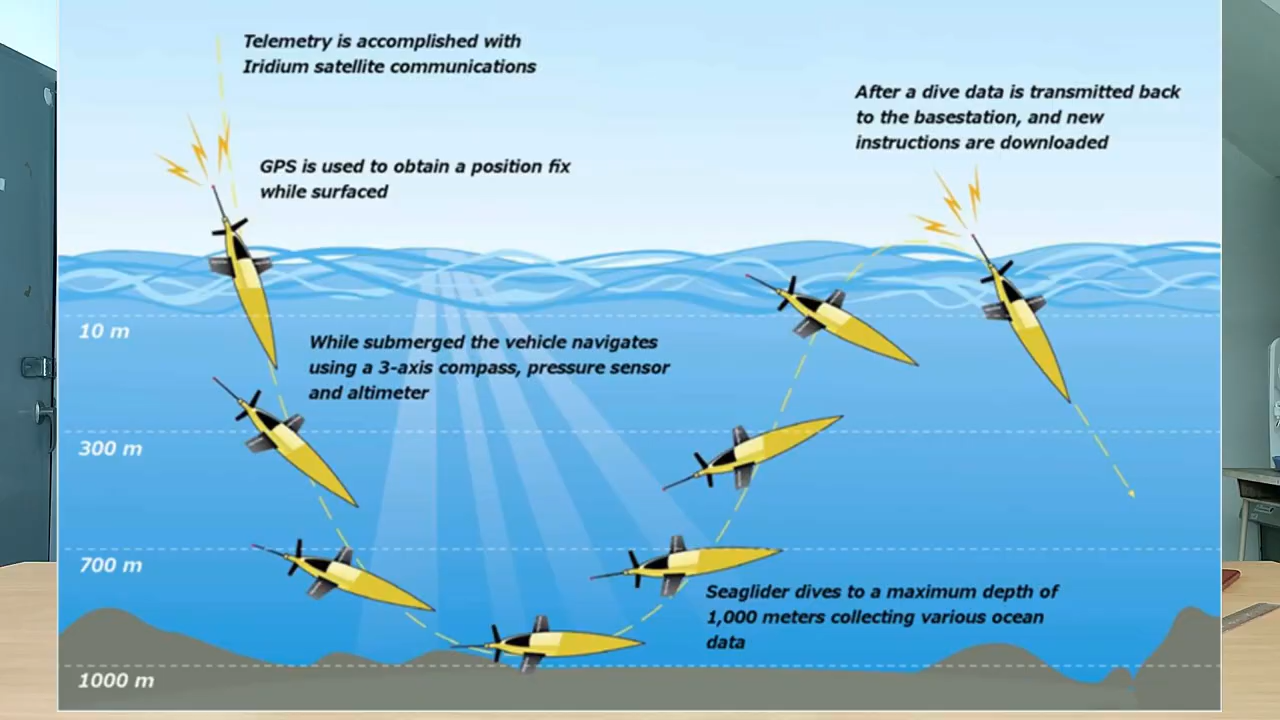 Telemetry is accomplished with
Iridium satellite communications
After a dive data is transmitted back
to the basestation, and new
instructions are downloaded
GPS is used to obtain a position fix
while surfaced
10 m
While submerged the vehicle navigates
using a 3-axis compass, pressure sensor
and altimeter
300 m
700 m
Seaglider dives to a maximum depth of
1,000 meters collecting various ocean
data
1000 m